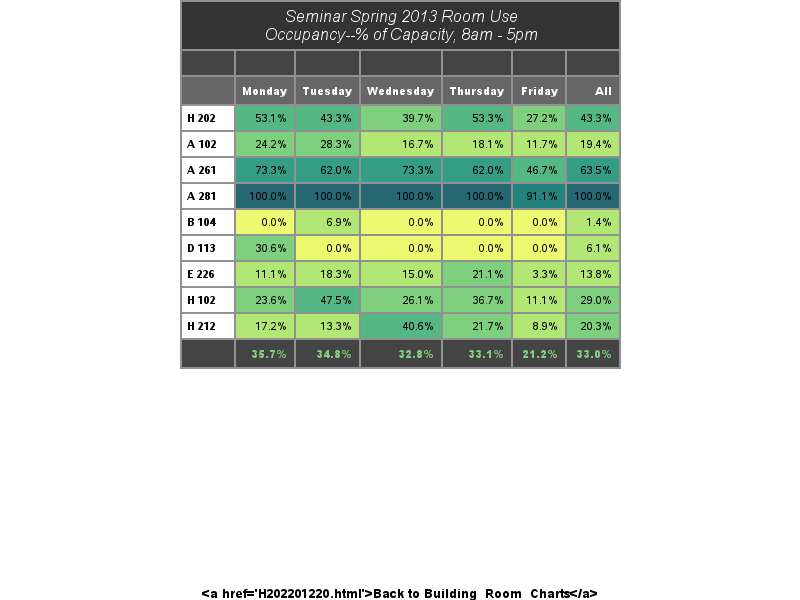 Seminar Spring 2013 Room Use
Occupancy--% of Capacity, 8am - 5pm
Monday Tuesday Wednesday Thursday Friday All
H 202 53.1% 43.3% 39.7% 53.3% 27.2% 43.3%
A 102 24.2% 28.3% 16.7% 18.1% 11.7% 19.4%
A 261 73.3% 62.0% 73.3% 62.0% 46.7% 63.5%
A 281 100.0% 100.0% 100.0% 100.0% 91.1% 100.0%
B 104 0.0% 6.9% 0.0% 0.0% 0.0% 1.4%
D 113 30.6% 0.0% 0.0% 0.0% 0.0% 6.1%
E 226 11.1% 18.3% 15.0% 21.1% 3.3% 13.8%
H 102 23.6% 47.5% 26.1% 36.7% 11.1% 29.0%
H 212 17.2% 13.3% 40.6% 21.7% 8.9% 20.3%
35.7% 34.8% 32.8% 33.1% 21.2% 33.0%
<a href='H202201220.html'>Back to Building_Room_Charts</a>